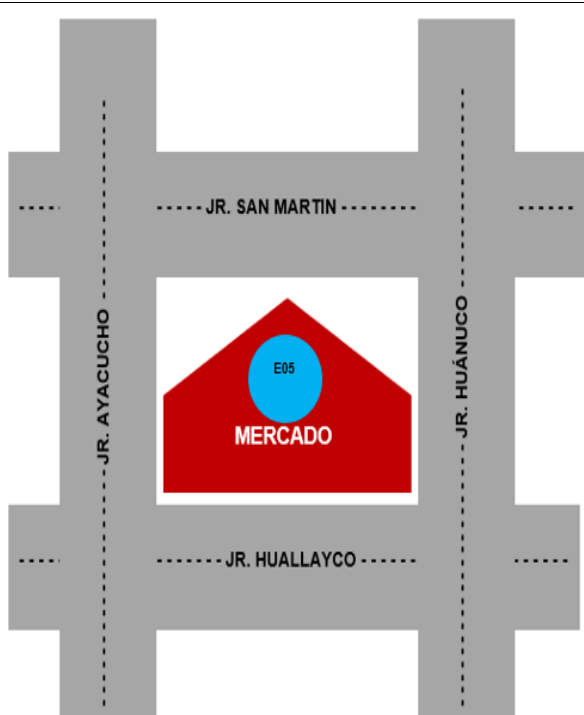 JR. SAN MARTIN
JR. AYACUCHO
JR. HUÁNUCO
E05
MERCADO
JR. HUALLAYCO